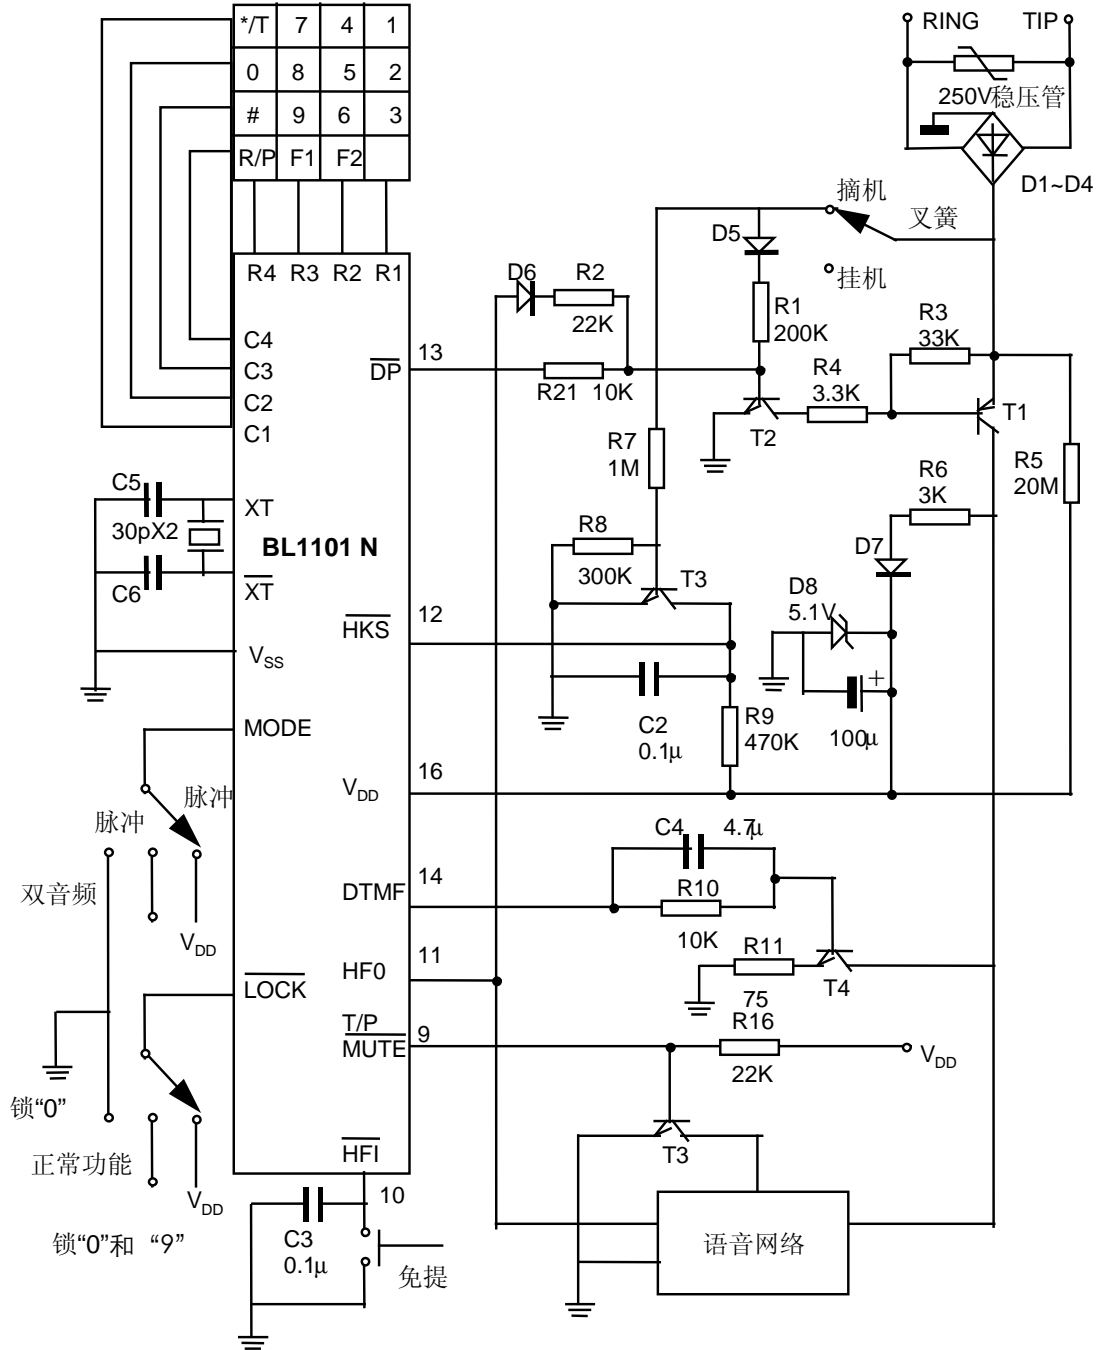 */T 7 4 1
0 8 5 2
# 9 6 3
R/P F1 F2
RING TIP
250V稳压管
D1~D4
摘机
叉簧
挂机
R4 R3 R2 R1
C4
C3
C2
C1
D6 R2
22K
D5
R1
200K
R3
33K
13
DP
R21 10K
R4
3.3K
T2
T1
R7
1M
R6
3K
R5
20M
C5
30pX2
C6
XT
BL1101 N
XT
R8
300K
T3
D7
D8
5.1V
12
HKS
VSS
C2
0.1μ
R9
470K
+
100μ
MODE
16
VDD
脉冲
脉冲
双音频
VDD
C4 4.7μ
14
DTMF
R10
10K
11
HF0
R11
75
T4
LOCK
T/P
MUTE
9
R16
22K
VDD
锁“0”
正常功能
VDD
锁“0”和 “9”
T3
HFI
10
C3
0.1μ
免提
语音网络